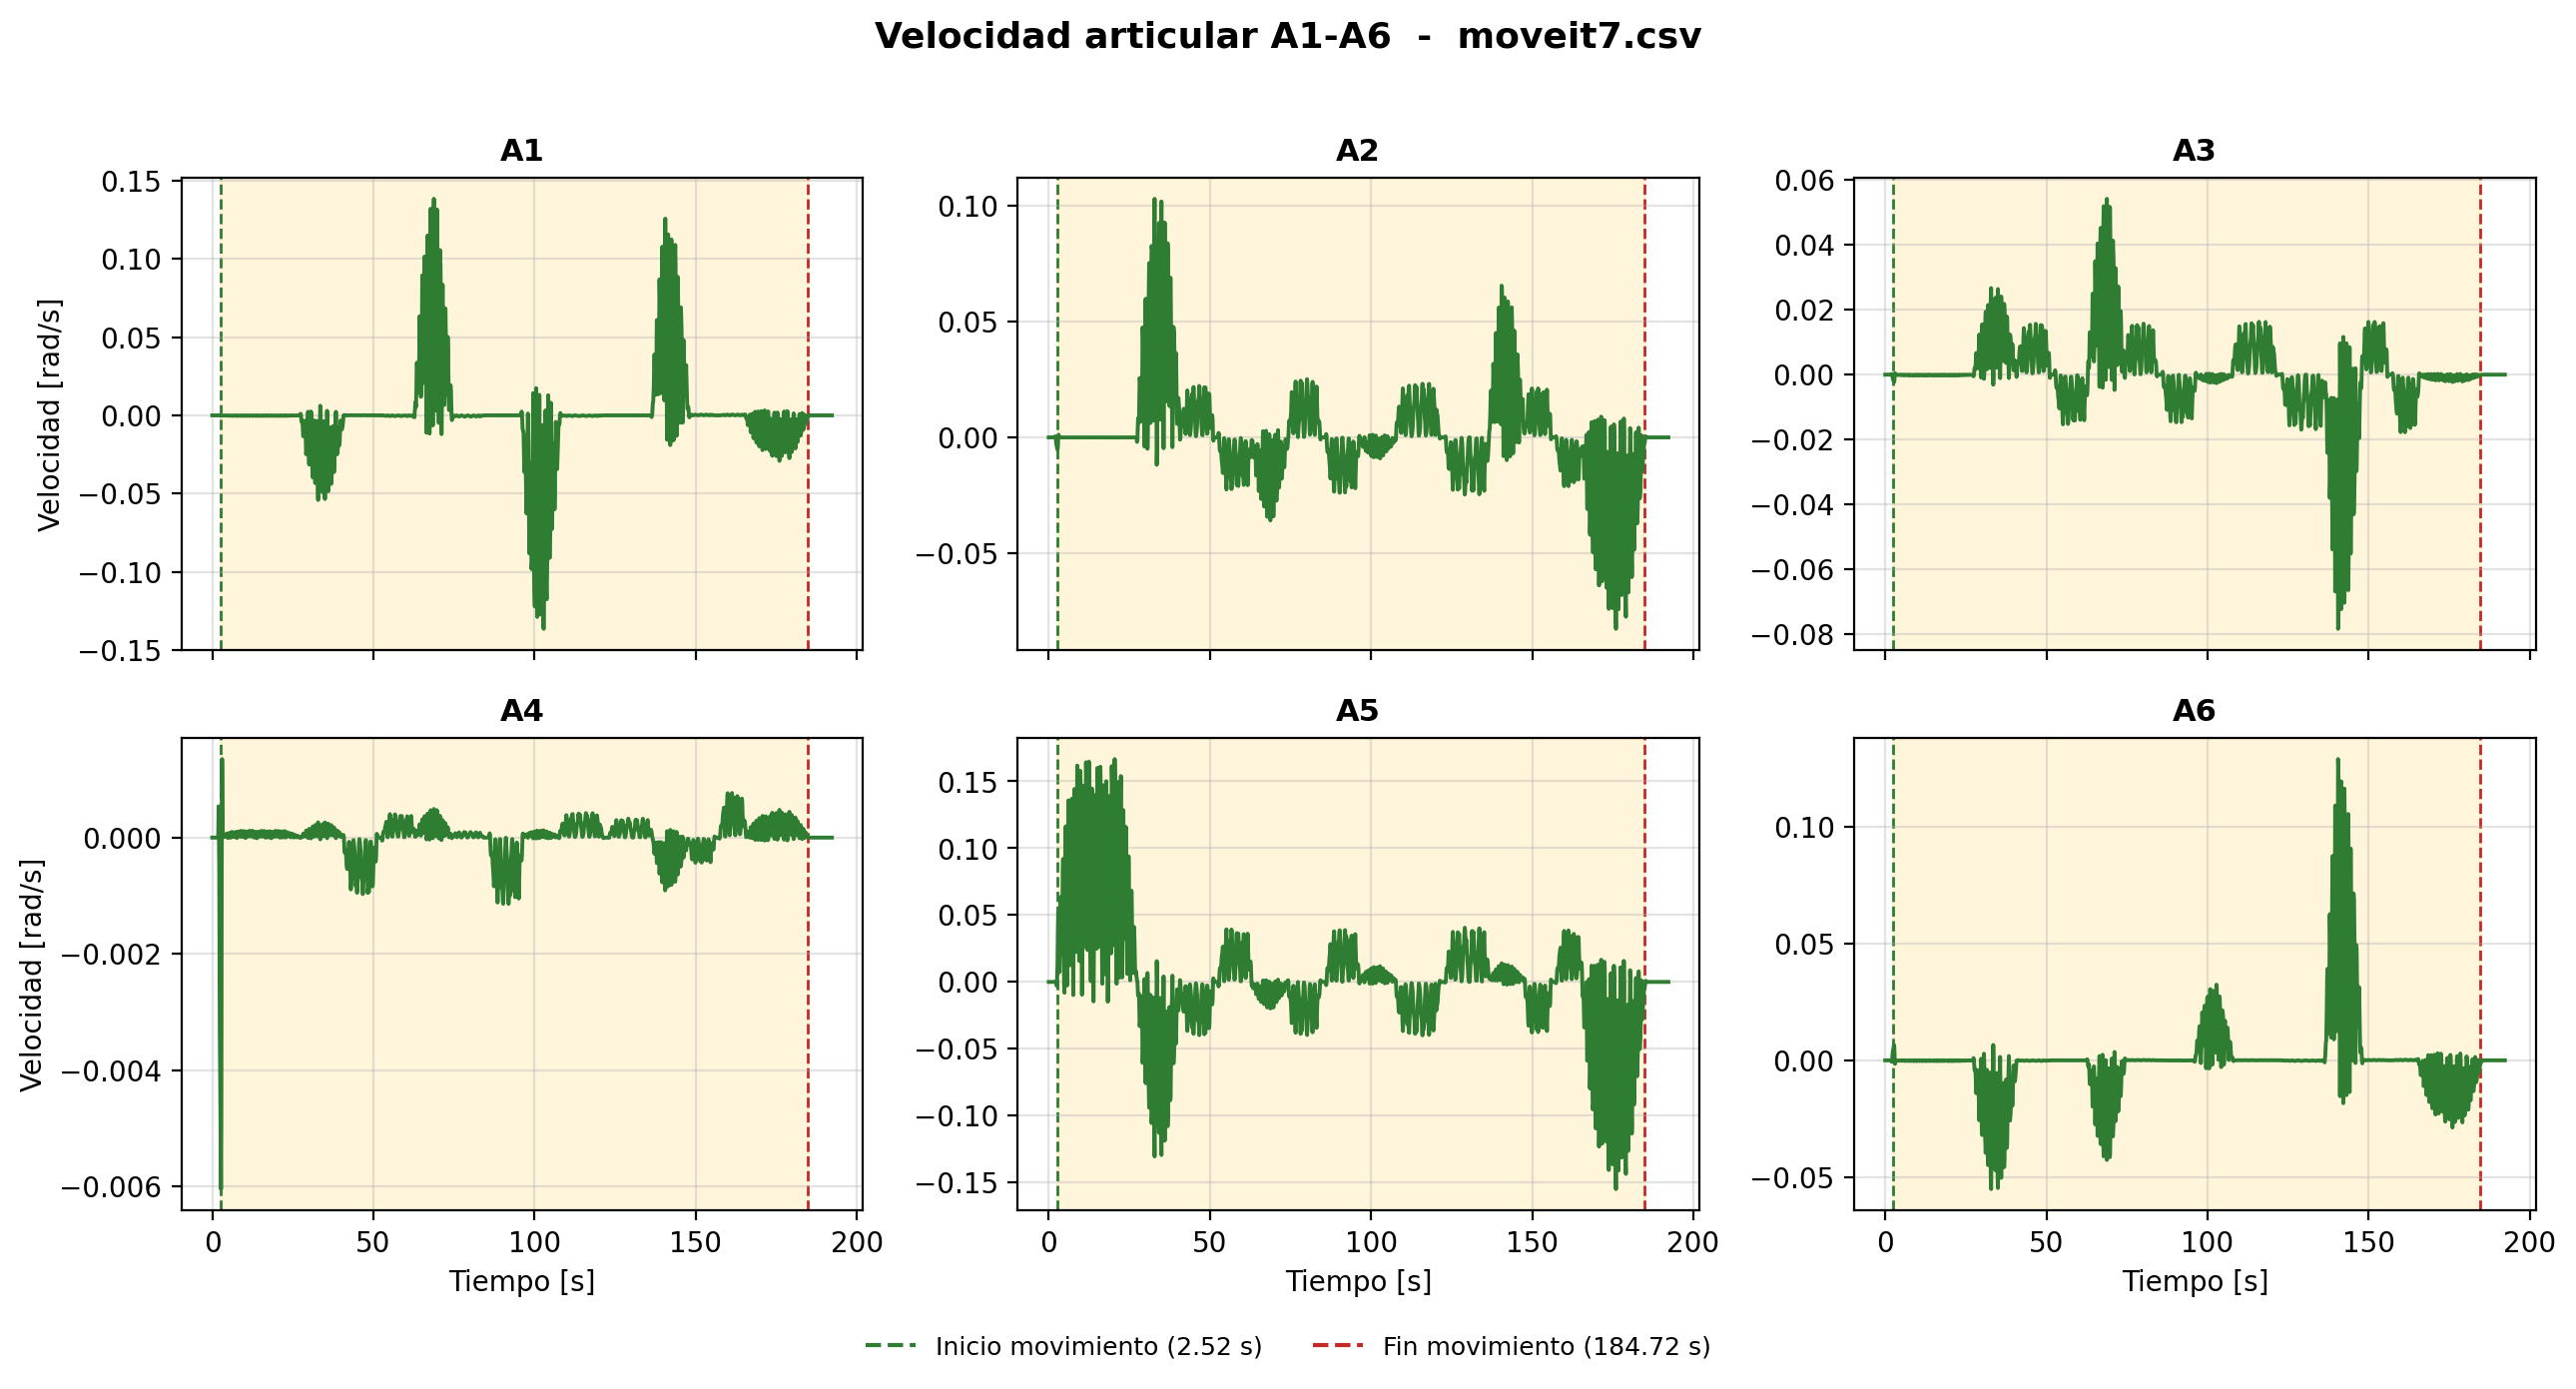 Velocidad articular A1-A6  -  moveit7.csv
A1
A2
A3
Velocidad [rad/s]
0.15
0.10
0.05
0.00
−0.05
−0.10
−0.15
0.10
0.05
0.00
−0.05
0.06
0.04
0.02
0.00
−0.02
−0.04
−0.06
−0.08
A4
A5
A6
Velocidad [rad/s]
0.000
−0.002
−0.004
−0.006
0.15
0.10
0.05
0.00
−0.05
−0.10
−0.15
0.10
0.05
0.00
−0.05
0 50 100 150 200
0 50 100 150 200
0 50 100 150 200
Tiempo [s]
Tiempo [s]
Tiempo [s]
Inicio movimiento (2.52 s)
Fin movimiento (184.72 s)